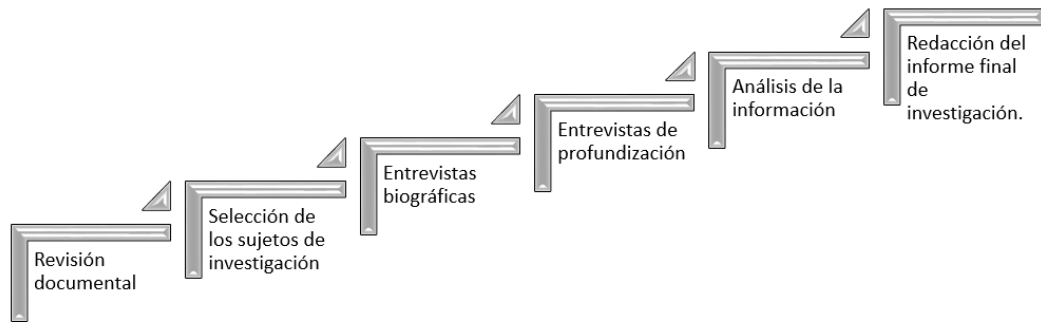 Revisión
documental
Selección de
los sujetos de
investigación
Entrevistas
biográficas
Entrevistas de
profundización
Análisis de la
información
Redacción del
informe final
de
investigación.